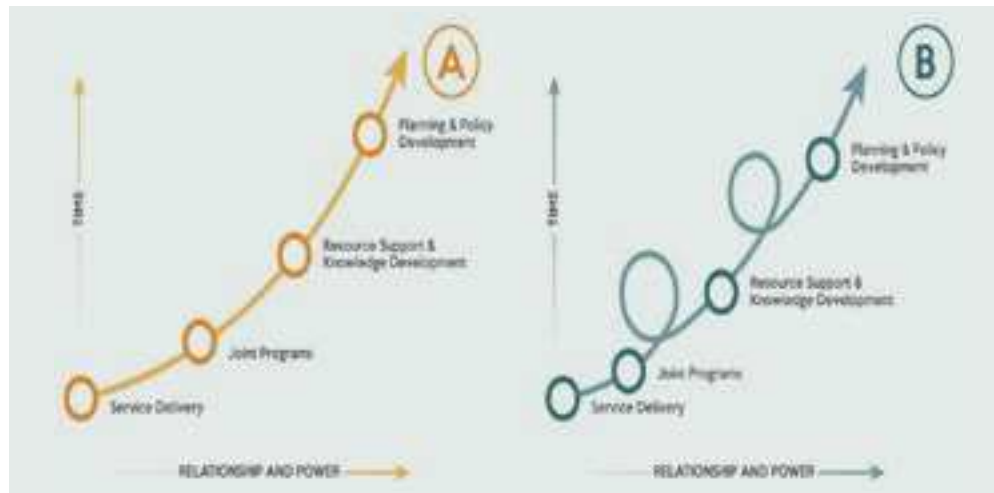 A
Planning & Policy
Development
TIME
Resource Support &
Knowledge Development
Joint Programs
Service Delivery
RELATIONSHIP AND POWER
B
Planning & Policy
Development
TIME
Resource Support &
Knowledge Development
Joint Programs
Service Delivery
RELATIONSHIP AND POWER